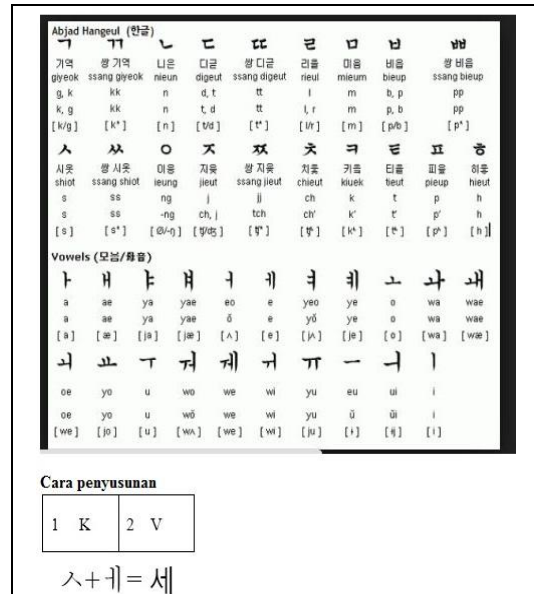 Abjad Hangeul (한글)
ㄱ ㄲ ㄴ ㄷ ㄸ ㄹ ㅁ ㅂ ㅃ
기역 쌍 기역 니은 디귿 쌍 디귿 리을 미음 비읍 쌍 비읍
giyeok ssang giyeok nieun digeut ssang digeut rieul mieum bieup ssang bieup
g, k kk n d, t tt l m b, p pp
k, g kk n t, d tt l, r m p, b pp
[k/g] [k*] [n] [t/d] [t*] [l/r] [m] [p/b] [p*]
ㅅ ㅆ ㅇ ㅈ ㅉ ㅊ ㅋ ㅌ ㅍ ㅎ
시옷 쌍 시옷 이응 지읒 쌍 지읒 치읓 키읔 티읕 피읖 히읗
shiot ssang shiot ieung jieut ssang jieut chieut kiuek tieut pieup hieut
s ss ng j jj ch k t p h
s ss -ng ch, j tch ch' k' t' p' h
[s] [s*] [Ø/-ŋ] [ʧ/ʤ] [ʧ*] [ʧʰ] [kʰ] [tʰ] [pʰ] [h]
Vowels (모음/母音)
ㅏ ㅐ ㅑ ㅒ ㅓ ㅔ ㅕ ㅖ ㅗ ㅘ ㅙ
a ae ya yae eo e yeo ye o wa wae
a ae ya yae ŏ e yŏ ye o wa wae
[a] [æ] [ja] [jæ] [ʌ] [e] [jʌ] [je] [o] [wa] [wæ]
ㅚ ㅛ ㅜ ㅝ ㅞ ㅟ ㅠ ㅡ ㅢ ㅣ
oe yo u wo we wi yu eu ui i
oe yo u wŏ we wi yu ŭ ŭi i
[we] [jo] [u] [wʌ] [we] [wi] [ju] [ɨ] [ɨj] [i]
Cara penyusunan
1 K 2 V
ㅅ+ㅔ= 세